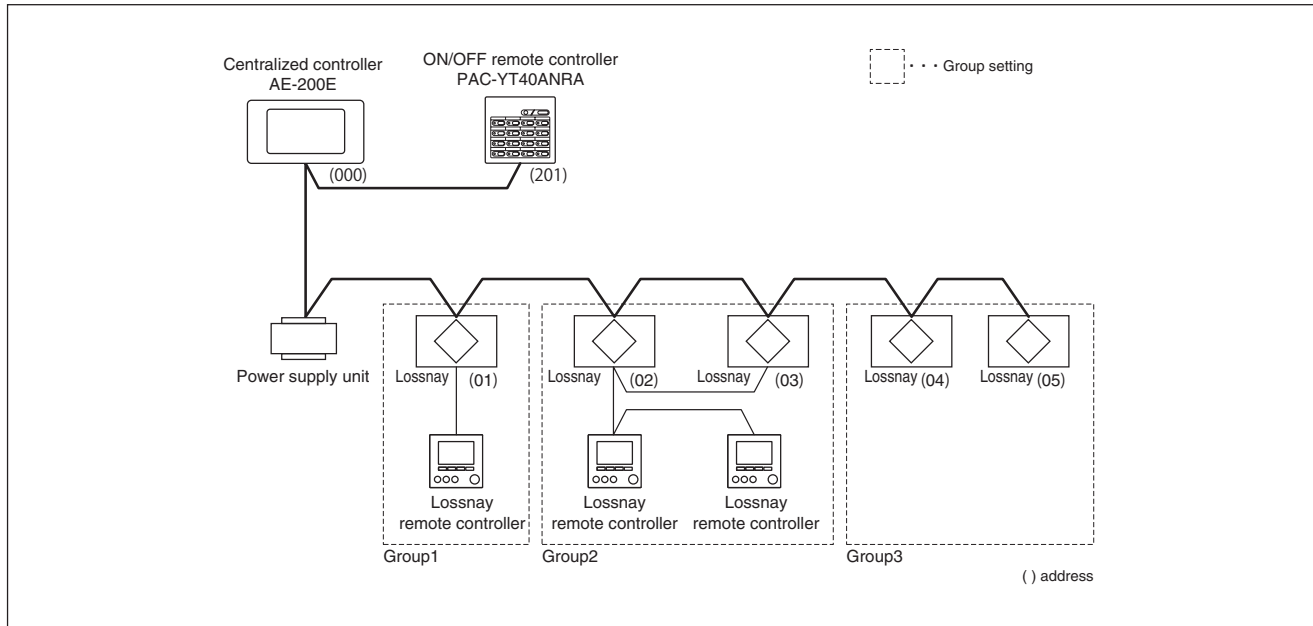 Centralized controller
AE-200E
ON/OFF remote controller
PAC-YT40ANRA
・・・Group setting
(000)
(201)
Power supply unit
Lossnay (01)
Lossnay (02)
Lossnay (03)
Lossnay (04)
Lossnay (05)
Lossnay
remote controller
Lossnay
remote controller
Lossnay
remote controller
Group1
Group2
Group3
( ) address